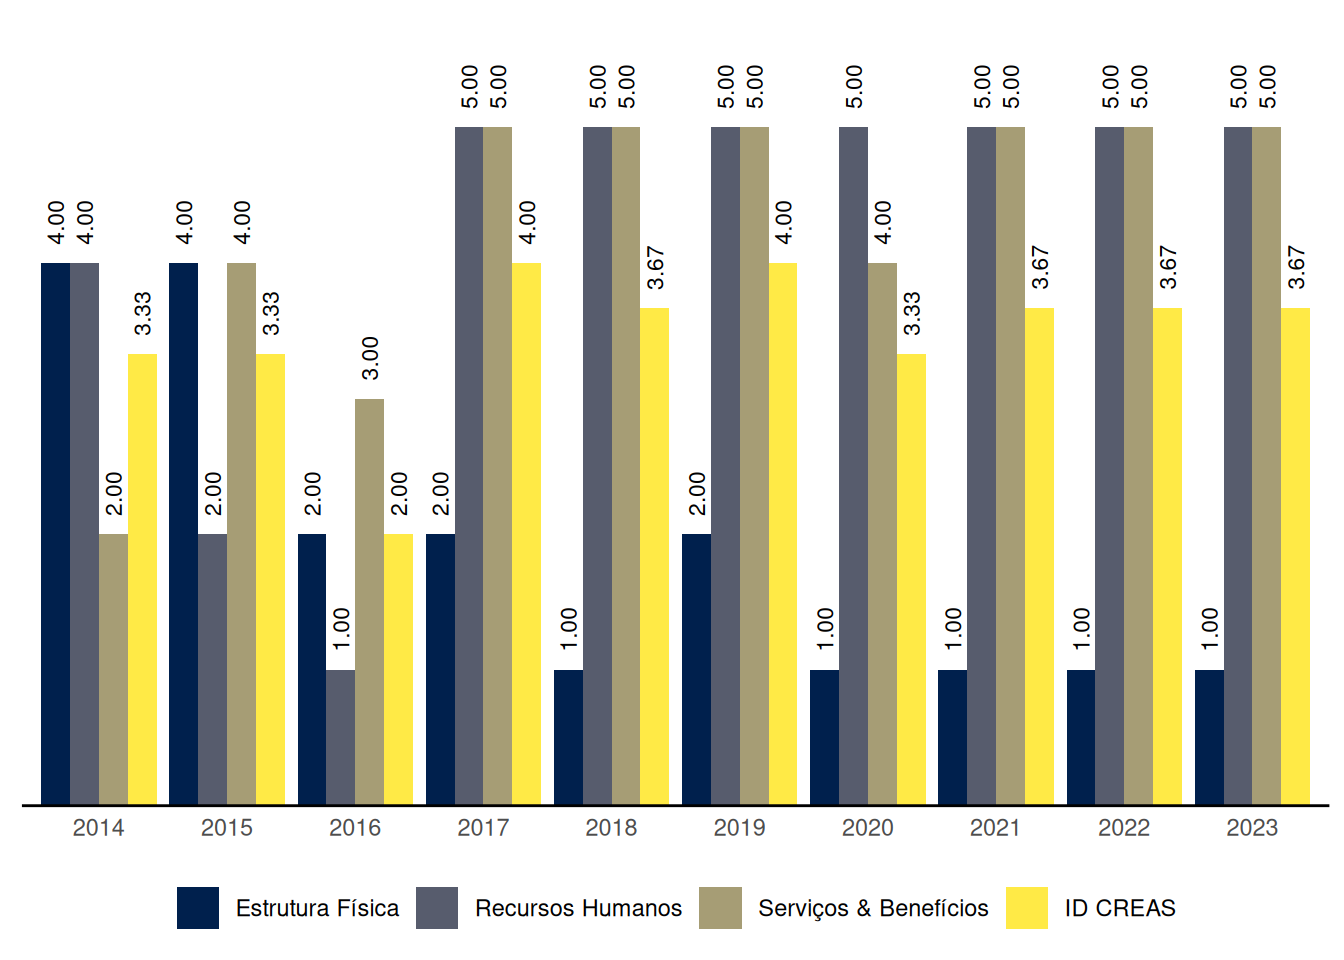 5.00 5.00 5.00 5.00 5.00 5.00 5.00 5.00 5.00 5.00 5.00 5.00 5.00
4.00 4.00 4.00 4.00 4.00 4.00 4.00
3.67 3.67 3.67 3.67
3.33 3.33 3.33
3.00
2.00 2.00 2.00 2.00 2.00 2.00
1.00 1.00 1.00 1.00 1.00 1.00
2014 2015 2016 2017 2018 2019 2020 2021 2022 2023
Estrutura Física Recursos Humanos Serviços & Benefícios ID CREAS